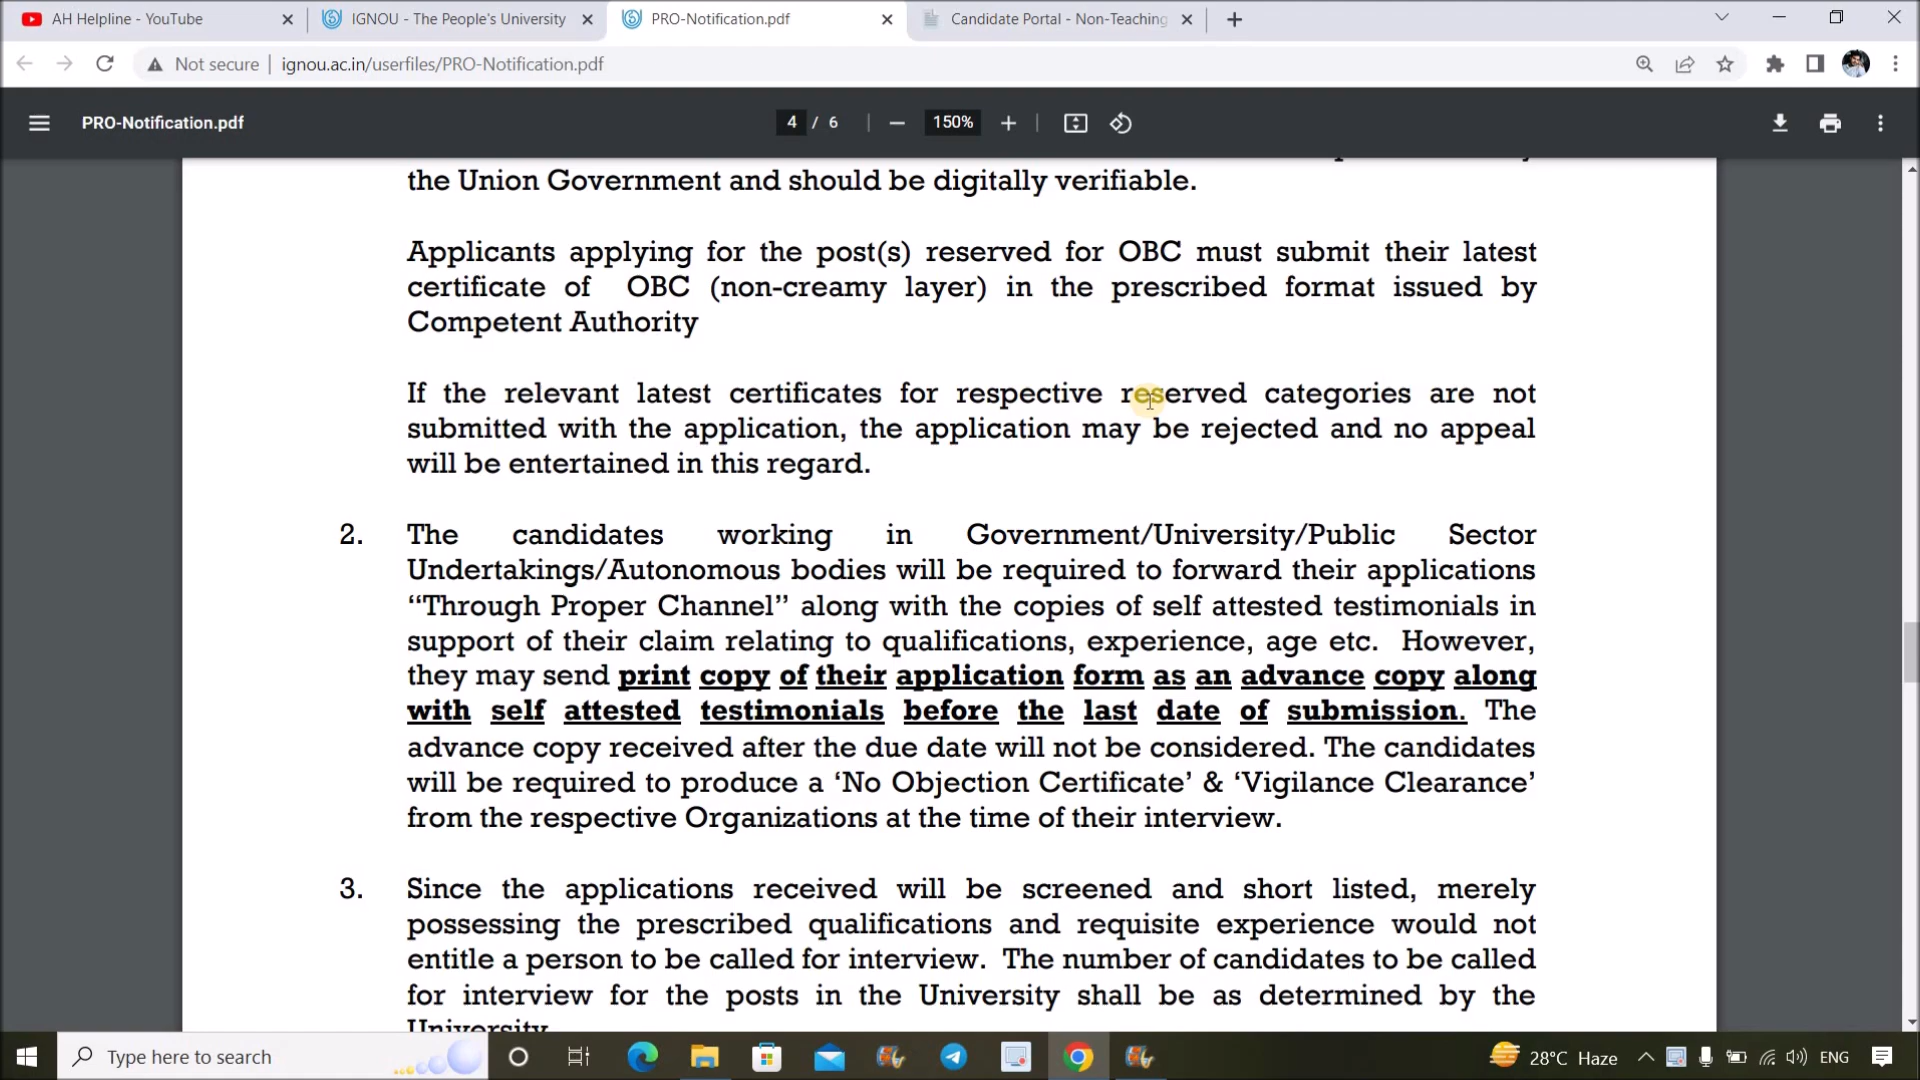 AH Helpline - YouTube
IGNOU - The People's University
PRO-Notification.pdf
Candidate Portal - Non-Teaching
Not secure
ignou.ac.in/userfiles/PRO-Notification.pdf
PRO-Notification.pdf
4 / 6
150%
the Union Government and should be digitally verifiable.
Applicants applying for the post(s) reserved for OBC must submit their latest
certificate of OBC (non-creamy layer) in the prescribed format issued by
Competent Authority
If the relevant latest certificates for respective reserved categories are not
submitted with the application, the application may be rejected and no appeal
will be entertained in this regard.
2. The candidates working in Government/University/Public Sector
Undertakings/Autonomous bodies will be required to forward their applications
“Through Proper Channel” along with the copies of self attested testimonials in
support of their claim relating to qualifications, experience, age etc. However,
they may send print copy of their application form as an advance copy along
with self attested testimonials before the last date of submission. The
advance copy received after the due date will not be considered. The candidates
will be required to produce a ‘No Objection Certificate’ & ‘Vigilance Clearance’
from the respective Organizations at the time of their interview.
3. Since the applications received will be screened and short listed, merely
possessing the prescribed qualifications and requisite experience would not
entitle a person to be called for interview. The number of candidates to be called
for interview for the posts in the University shall be as determined by the
University.
Type here to search
28°C Haze
ENG